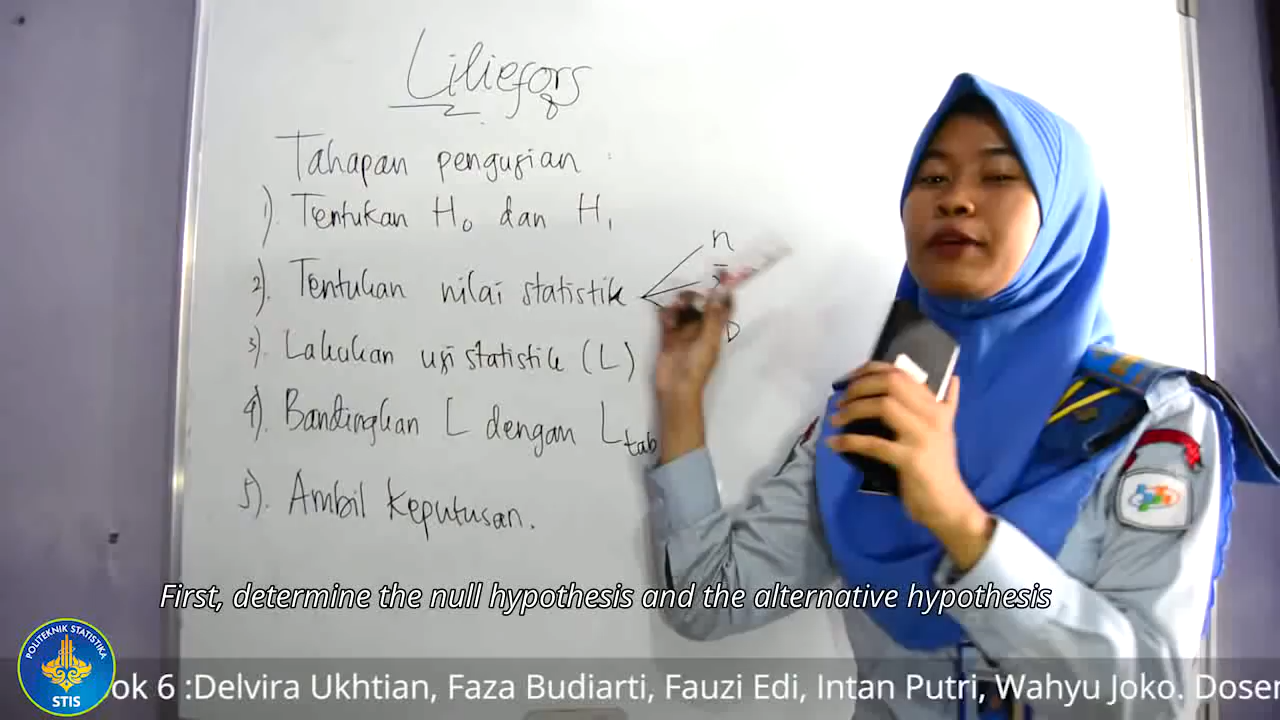 Liliefors
Tahapan pengujian :
1). Tentukan H₀ dan H₁
2). Tentukan nilai statistik
n
D
3). Lakukan uji statistik (L)
4). Bandingkan L dengan L tab
5). Ambil keputusan.
First, determine the null hypothesis and the alternative hypothesis
POLITEKNIK STATISTIKA
STIS
ok 6 :Delvira Ukhtian, Faza Budiarti, Fauzi Edi, Intan Putri, Wahyu Joko. Dosen